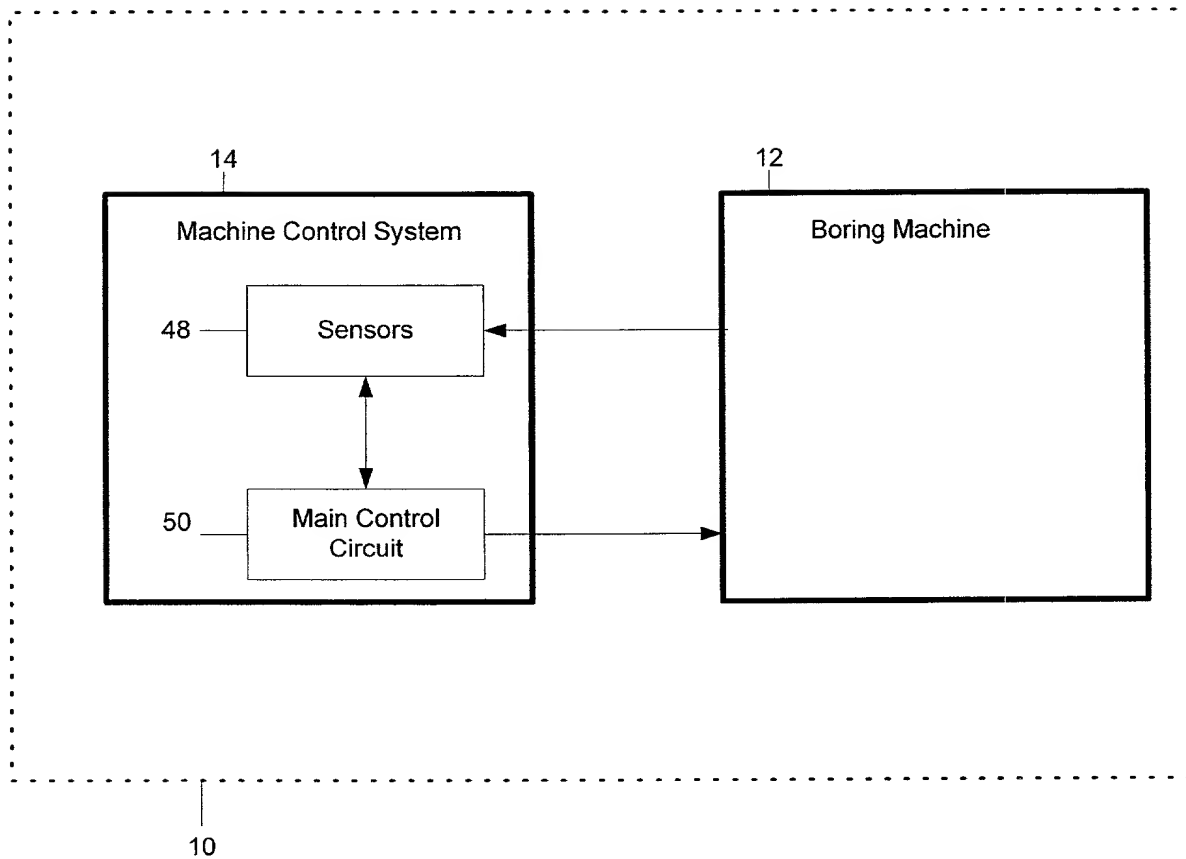 14
12
Machine Control System
Boring Machine
48
Sensors
50
Main Control
Circuit
10